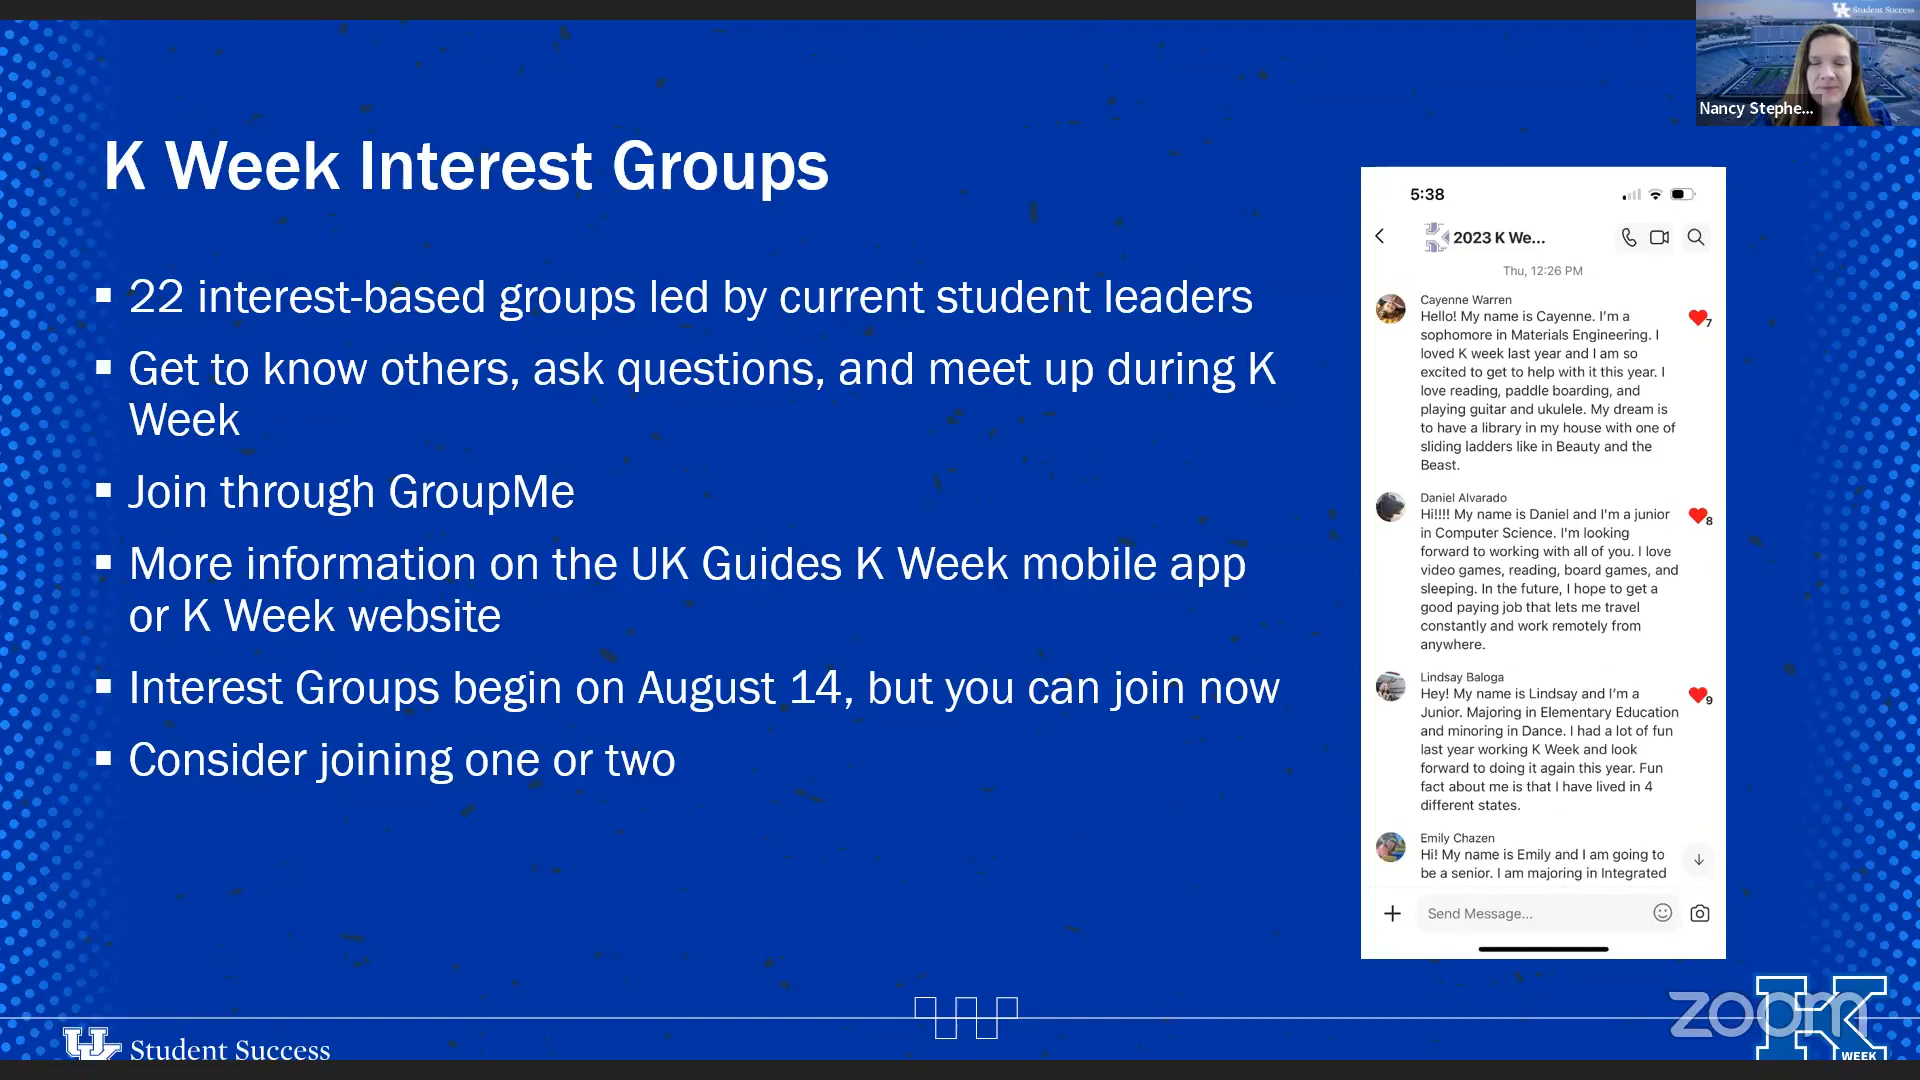 UK Student Success
Nancy Stephe...
K Week Interest Groups
22 interest-based groups led by current student leaders
Get to know others, ask questions, and meet up during K
Week
Join through GroupMe
More information on the UK Guides K Week mobile app
or K Week website
Interest Groups begin on August 14, but you can join now
Consider joining one or two
5:38
2023 K We...
Thu, 12:26 PM
Cayenne Warren
Hello! My name is Cayenne. I'm a
sophomore in Materials Engineering. I
loved K week last year and I am so
excited to get to help with it this year. I
love reading, paddle boarding, and
playing guitar and ukulele. My dream is
to have a library in my house with one of
sliding ladders like in Beauty and the
Beast.
7
Daniel Alvarado
Hi!!!! My name is Daniel and I'm a junior
in Computer Science. I'm looking
forward to working with all of you. I love
video games, reading, board games, and
sleeping. In the future, I hope to get a
good paying job that lets me travel
constantly and work remotely from
anywhere.
8
Lindsay Baloga
Hey! My name is Lindsay and I'm a
Junior. Majoring in Elementary Education
and minoring in Dance. I had a lot of fun
last year working K Week and look
forward to doing it again this year. Fun
fact about me is that I have lived in 4
different states.
9
Emily Chazen
Hi! My name is Emily and I am going to
be a senior. I am majoring in Integrated
Send Message...
UK Student Success
zoom
K WEEK